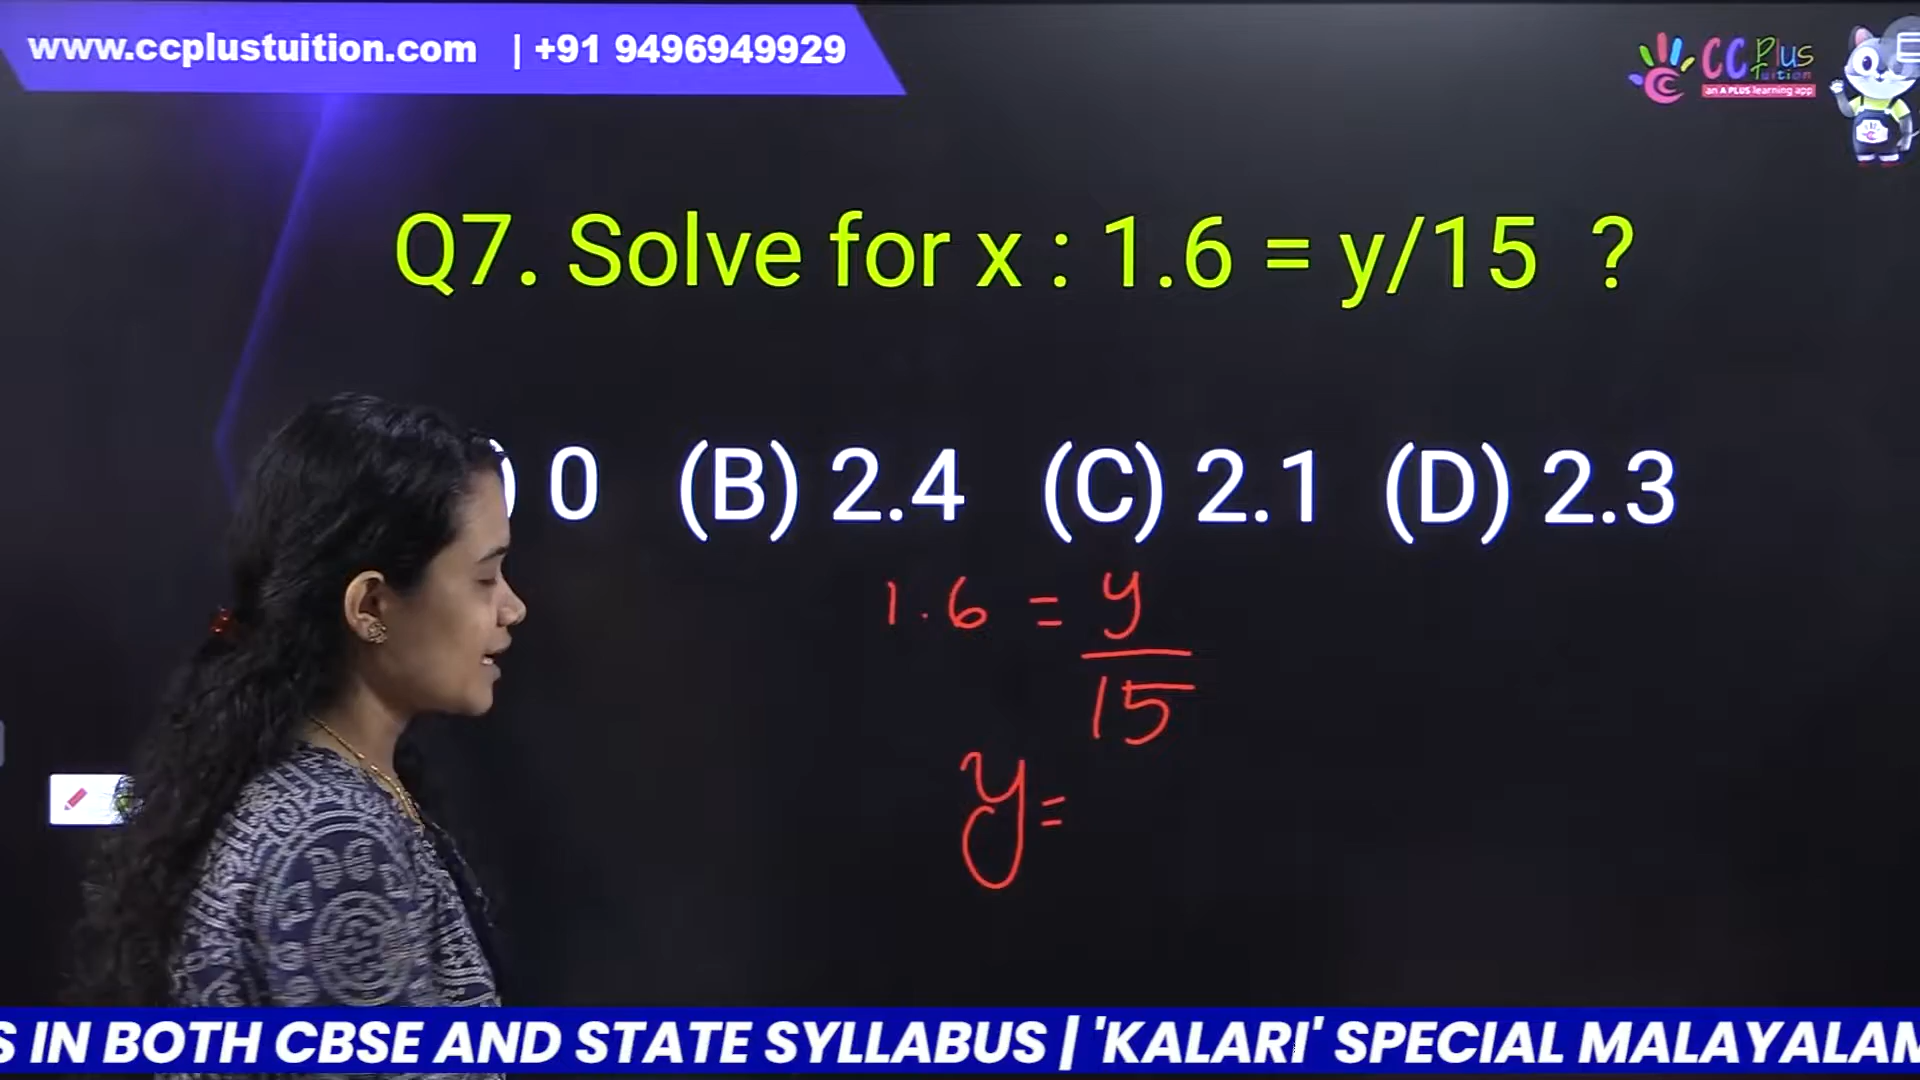 www.ccplustuition.com | +91 9496949929
CC Plus
Tuition
an A PLUS learning app
Q7. Solve for x : 1.6 = y/15 ?
) 0 (B) 2.4 (C) 2.1 (D) 2.3
1.6 = y
15
y=
S IN BOTH CBSE AND STATE SYLLABUS | 'KALARI' SPECIAL MALAYALAM